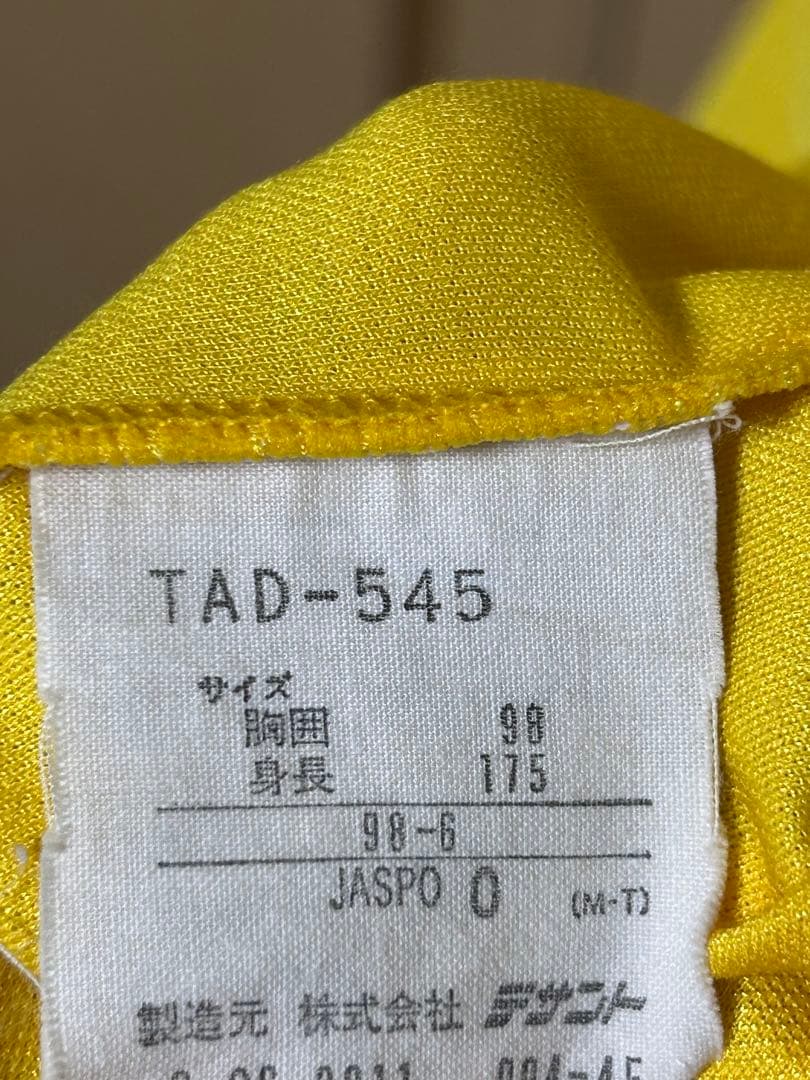 TAD-545
サイズ
胸囲 98
身長 175
98-6
JASPO O (M-T)
製造元 株式会社 デサント